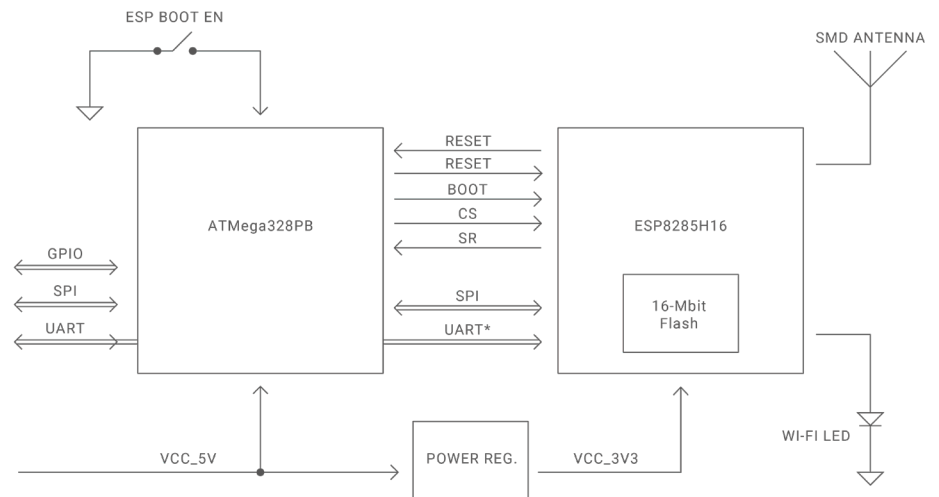 ESP BOOT EN
SMD ANTENNA
RESET
RESET
BOOT
ATMega328PB
CS
ESP8285H16
SR
GPIO
SPI
SPI
16-Mbit
Flash
UART
UART*
WI-FI LED
VCC_5V
POWER REG.
VCC_3V3